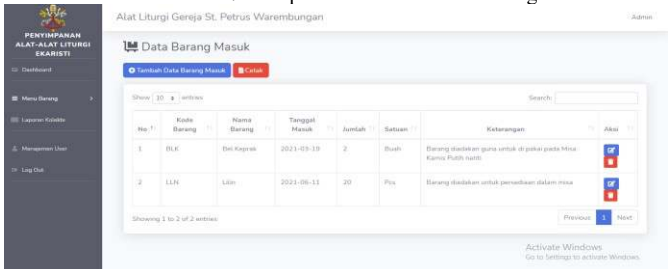 Alat Liturgi Gereja St. Petrus Warembungan
Admin
PENYIMPANAN
ALAT-ALAT LITURGI
EKARISTI
Dashboard
Menu Barang
Laporan Kolekte
Manajemen User
Log Out
Data Barang Masuk
Tambah Data Barang Masuk
Cetak
Show 10 entries
Search:
No Kode Barang Nama Barang Tanggal Masuk Jumlah Satuan Keterangan Aksi
1 BLK Bel Keprak 2021-03-19 2 Buah Barang diadakan guna untuk di pakai pada Misa
Kamis Putih nanti
2 LLN Lilin 2021-06-11 20 Pcs Barang diadakan untuk persediaan dalam misa
Showing 1 to 2 of 2 entries
Previous 1 Next
Activate Windows
Go to Settings to activate Windows.